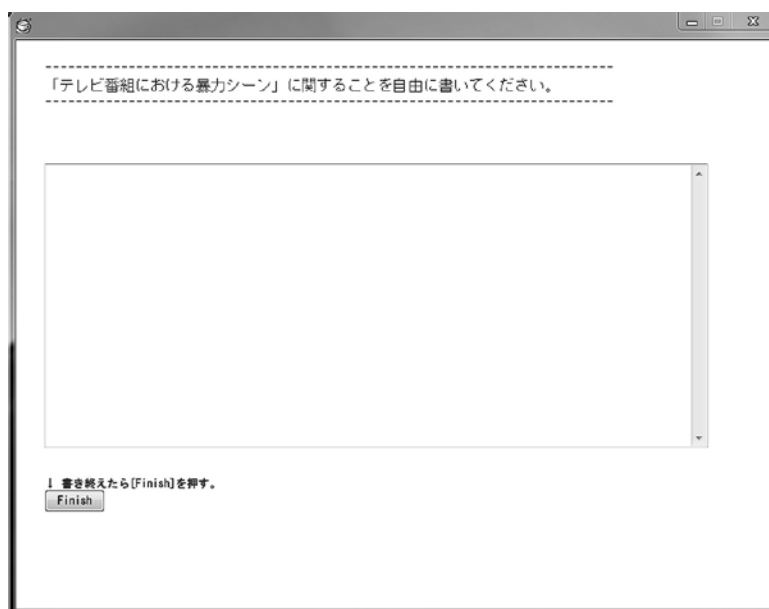 「テレビ番組における暴力シーン」に関することを自由に書いてください。
↓ 書き終えたら[Finish]を押す。
Finish